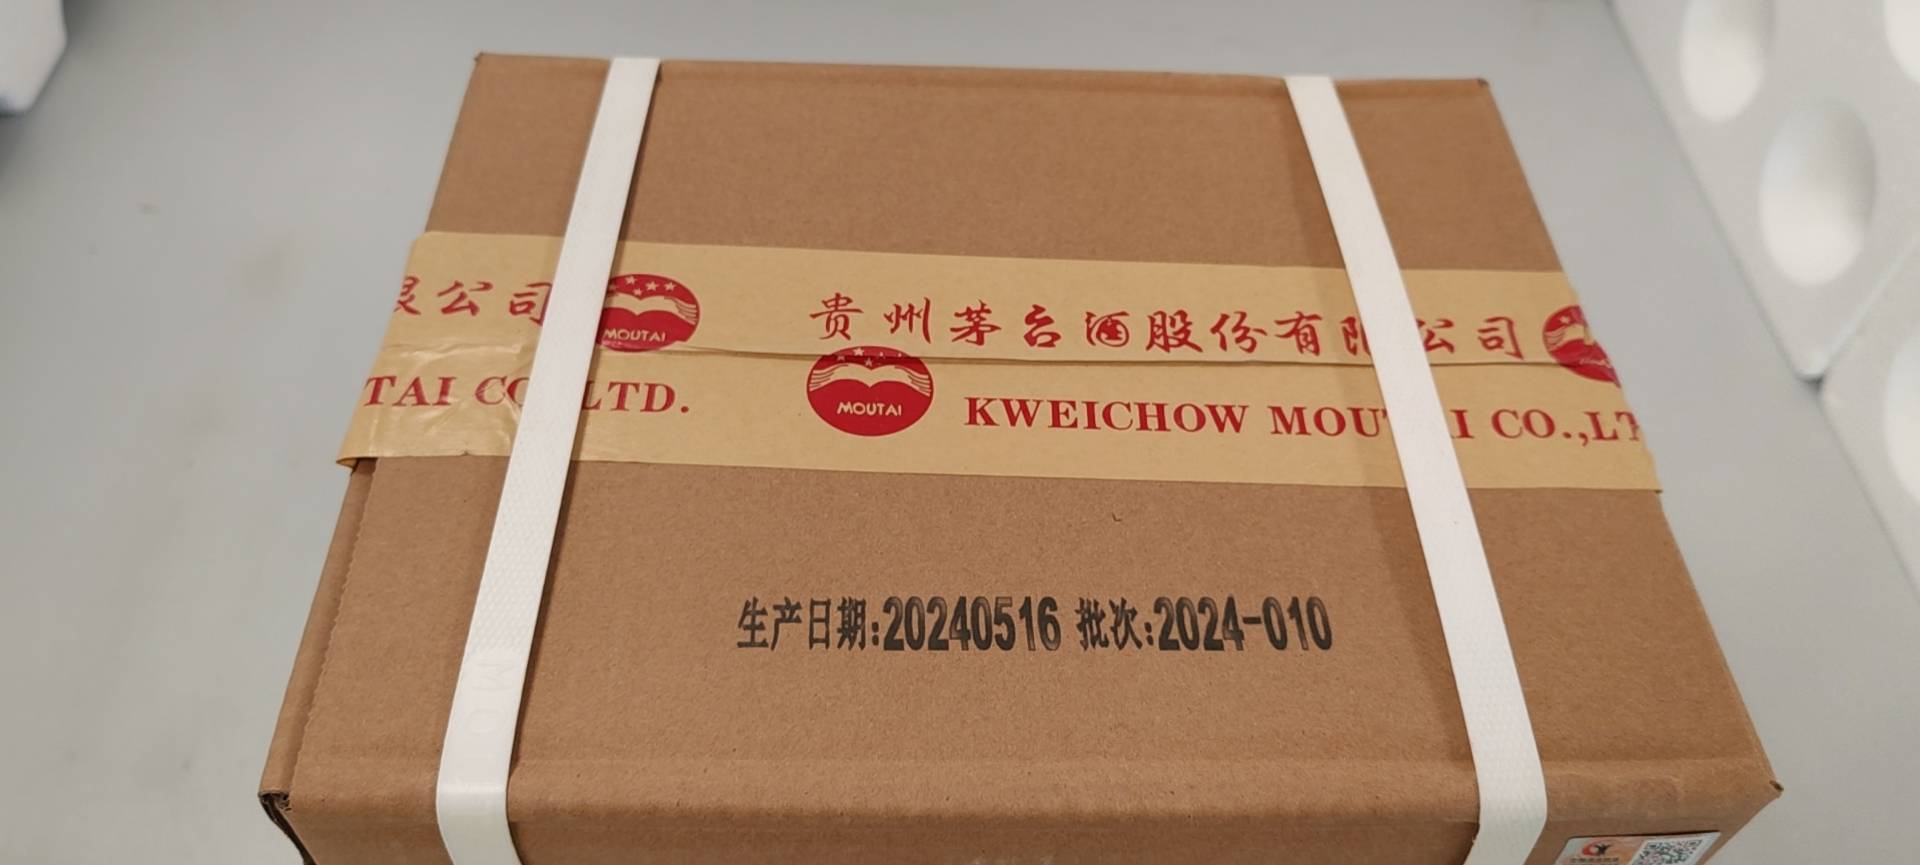 限公司
MOUTAI
贵州茅台酒股份有限公司
TAI CO.,LTD.
MOUTAI
KWEICHOW MOUTAI CO.,LT
生产日期:20240516 批次:2024-010